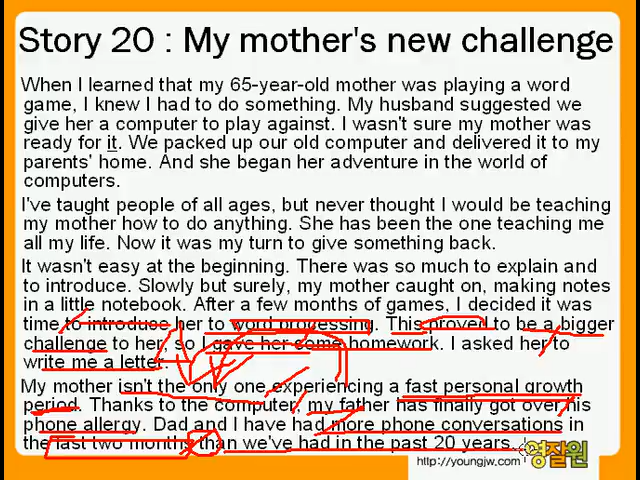 Story 20 : My mother's new challenge
When I learned that my 65-year-old mother was playing a word
game, I knew I had to do something. My husband suggested we
give her a computer to play against. I wasn't sure my mother was
ready for it. We packed up our old computer and delivered it to my
parents' home. And she began her adventure in the world of
computers.
I've taught people of all ages, but never thought I would be teaching
my mother how to do anything. She has been the one teaching me
all my life. Now it was my turn to give something back.
It wasn't easy at the beginning. There was so much to explain and
to introduce. Slowly but surely, my mother caught on, making notes
in a little notebook. After a few months of games, I decided it was
time to introduce her to word processing. This proved to be a bigger
challenge to her, so I gave her some homework. I asked her to
write me a letter.
My mother isn't the only one experiencing a fast personal growth
period. Thanks to the computer, my father has finally got over his
phone allergy. Dad and I have had more phone conversations in
the last two months than we've had in the past 20 years.
영잘원
http://youngjw.com